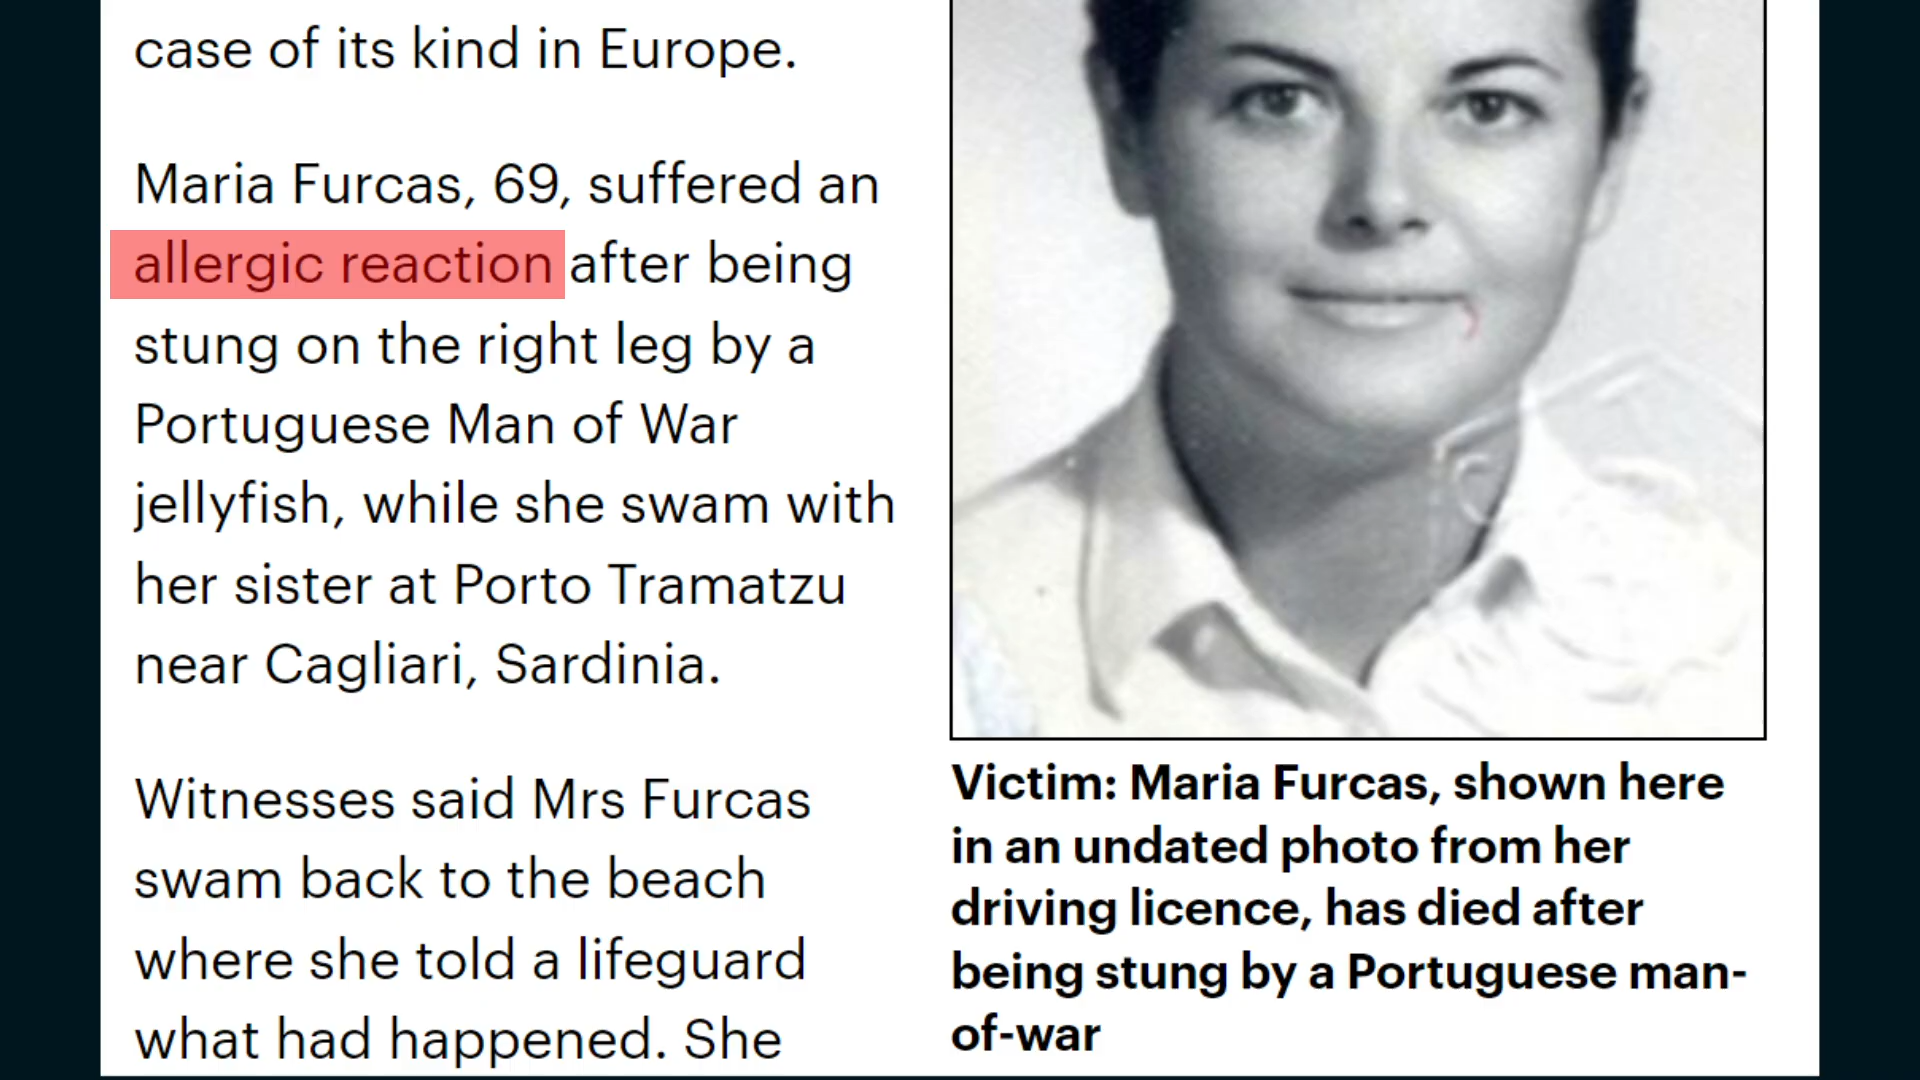 case of its kind in Europe.
Maria Furcas, 69, suffered an
allergic reaction after being
stung on the right leg by a
Portuguese Man of War
jellyfish, while she swam with
her sister at Porto Tramatzu
near Cagliari, Sardinia.
Witnesses said Mrs Furcas
swam back to the beach
where she told a lifeguard
what had happened. She
Victim: Maria Furcas, shown here
in an undated photo from her
driving licence, has died after
being stung by a Portuguese man-
of-war